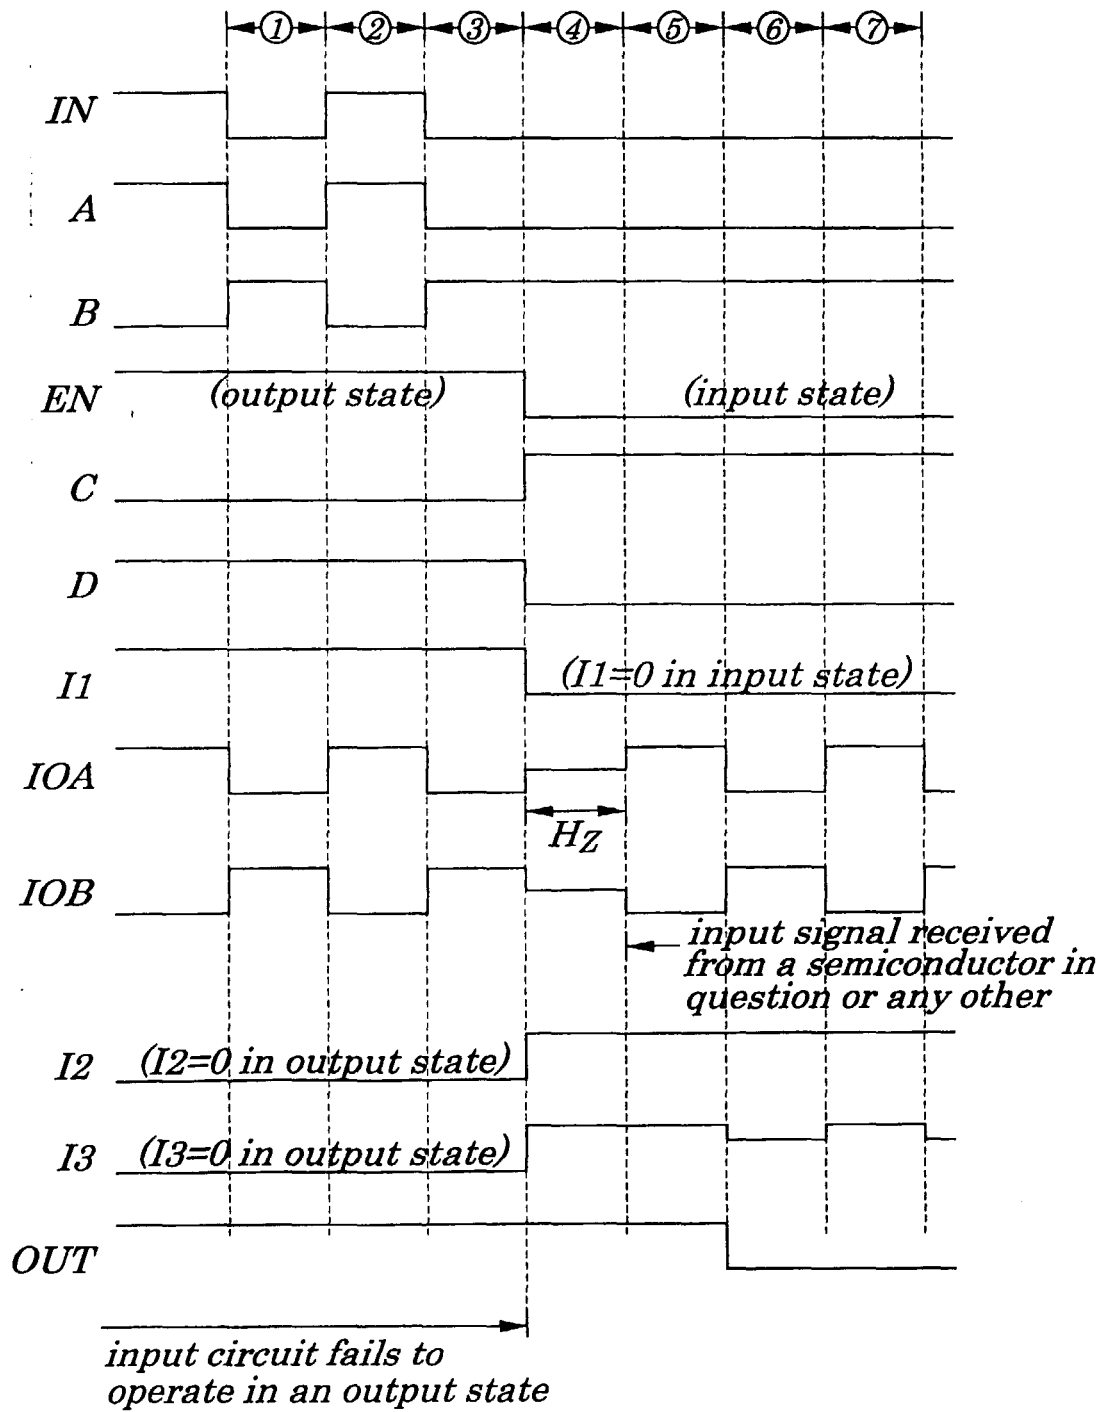 ① ② ③ ④ ⑤ ⑥ ⑦
IN
A
B
EN (output state) (input state)
C
D
I1 (I1=0 in input state)
IOA
HZ
IOB
input signal received
from a semiconductor in
question or any other
I2 (I2=0 in output state)
I3 (I3=0 in output state)
OUT
input circuit fails to
operate in an output state